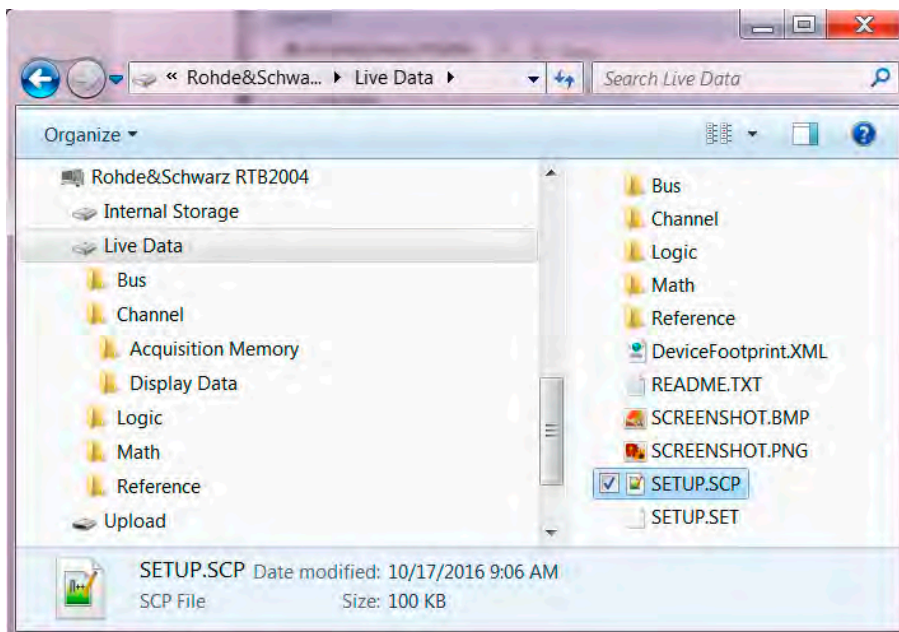 « Rohde&Schwa... Live Data
Search Live Data
Organize
Rohde&Schwarz RTB2004
Internal Storage
Live Data
Bus
Channel
Acquisition Memory
Display Data
Logic
Math
Reference
Upload
Bus
Channel
Logic
Math
Reference
DeviceFootprint.XML
README.TXT
SCREENSHOT.BMP
SCREENSHOT.PNG
SETUP.SCP
SETUP.SET
SETUP.SCP Date modified: 10/17/2016 9:06 AM
SCP File Size: 100 KB